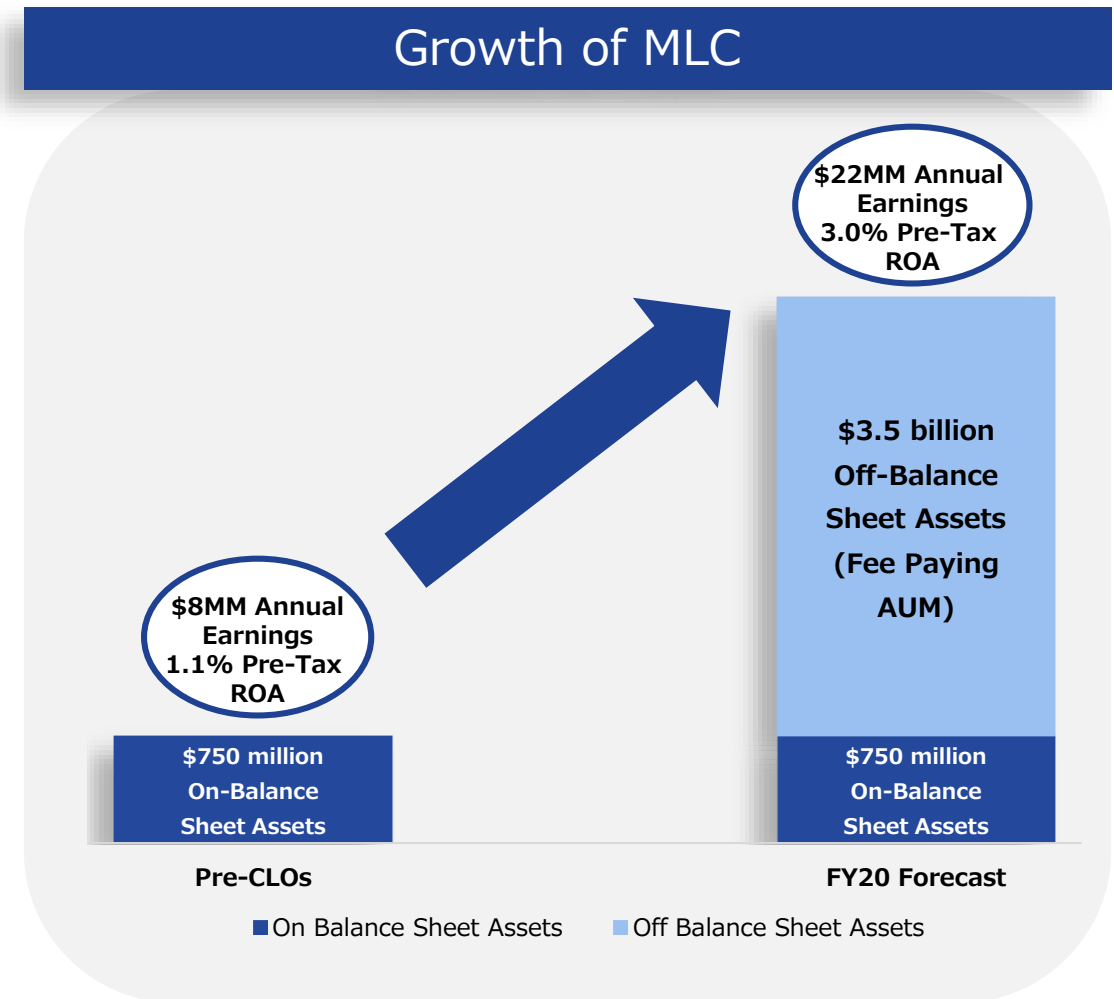 Growth of MLC
$22MM Annual
Earnings
3.0% Pre-Tax
ROA
$3.5 billion
Off-Balance
Sheet Assets
(Fee Paying
AUM)
$8MM Annual
Earnings
1.1% Pre-Tax
ROA
$750 million
On-Balance
Sheet Assets
$750 million
On-Balance
Sheet Assets
Pre-CLOs
FY20 Forecast
On Balance Sheet Assets
Off Balance Sheet Assets